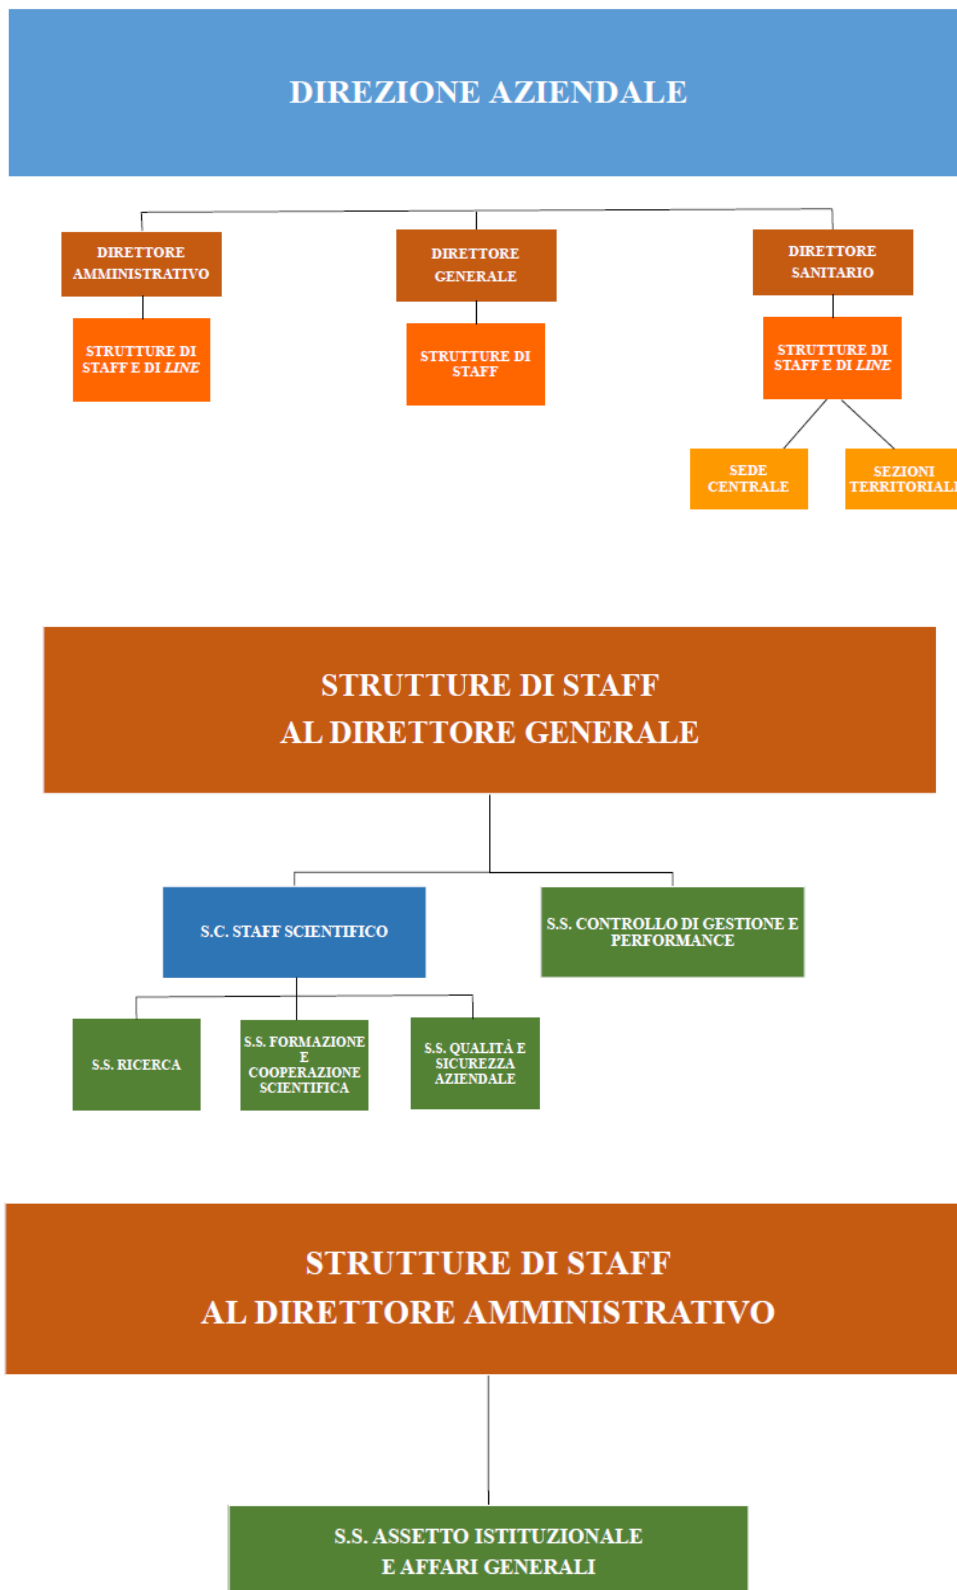 DIREZIONE AZIENDALE
DIRETTORE
AMMINISTRATIVO
DIRETTORE
GENERALE
DIRETTORE
SANITARIO
STRUTTURE DI
STAFF E DI LINE
STRUTTURE DI
STAFF
STRUTTURE DI
STAFF E DI LINE
SEDE
CENTRALE
SEZIONI
TERRITORIALI
STRUTTURE DI STAFF
AL DIRETTORE GENERALE
S.C. STAFF SCIENTIFICO
S.S. CONTROLLO DI GESTIONE E
PERFORMANCE
S.S. RICERCA
S.S. FORMAZIONE
E
COOPERAZIONE
SCIENTIFICA
S.S. QUALITÀ E
SICUREZZA
AZIENDALE
STRUTTURE DI STAFF
AL DIRETTORE AMMINISTRATIVO
S.S. ASSETTO ISTITUZIONALE
E AFFARI GENERALI